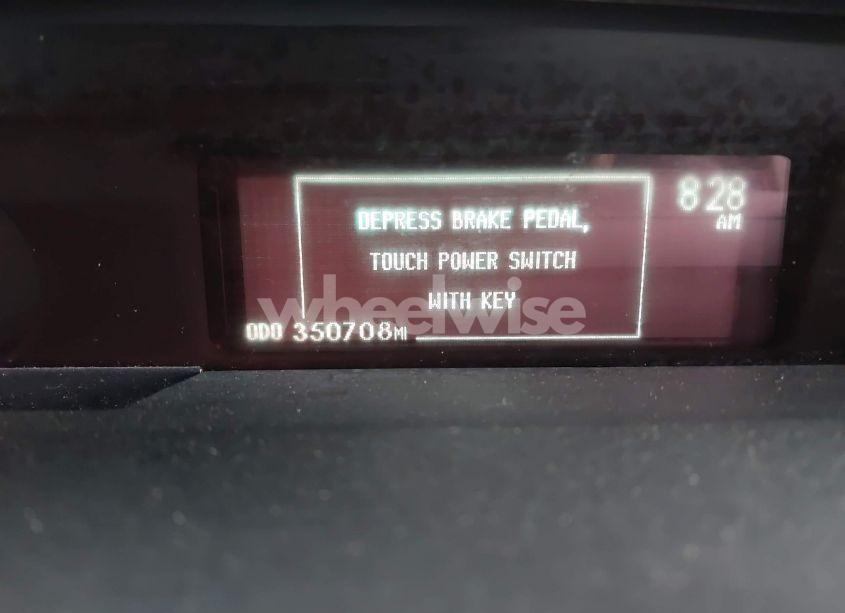 8:28
AM
DEPRESS BRAKE PEDAL,
TOUCH POWER SWITCH
WITH KEY
wheelwise
ODO 350708MI